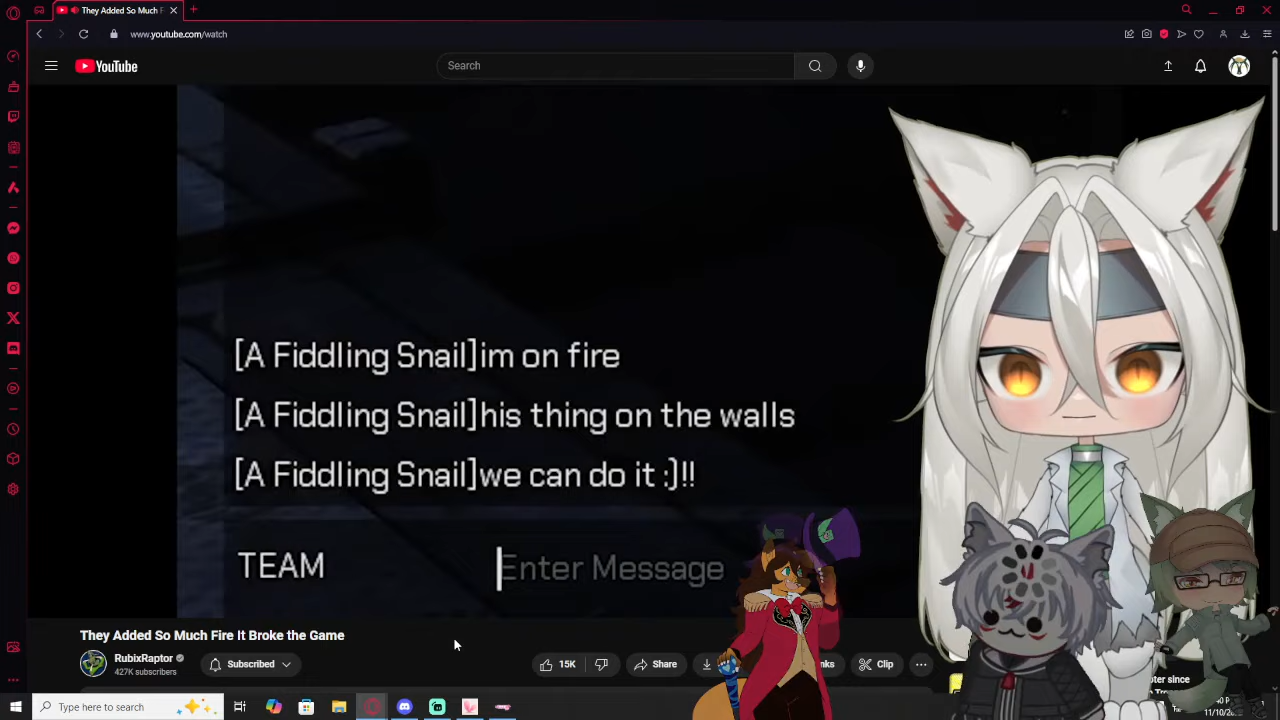 They Added So Much F
www.youtube.com/watch
YouTube
Search
[A Fiddling Snail]im on fire
[A Fiddling Snail]his thing on the walls
[A Fiddling Snail]we can do it :)!!
TEAM
Enter Message
They Added So Much Fire It Broke the Game
RubixRaptor
427K subscribers
Subscribed
15K
Share
Clip
Type here to search